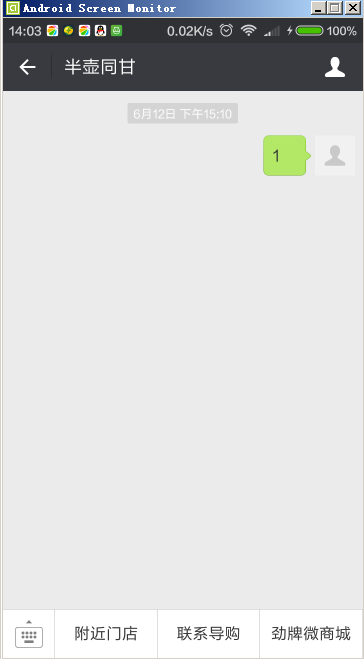 Android Screen Monitor
14:03 0.02K/s 100%
半壶同甘
6月12日 下午15:10
1
附近门店 联系导购 劲牌微商城